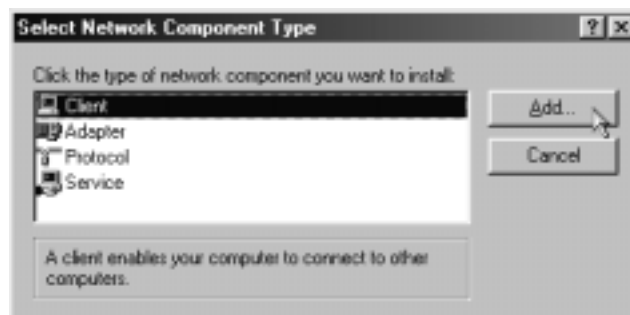 Select Network Component Type
Click the type of network component you want to install:
Client
Adapter
Protocol
Service
Add...
Cancel
A client enables your computer to connect to other
computers.